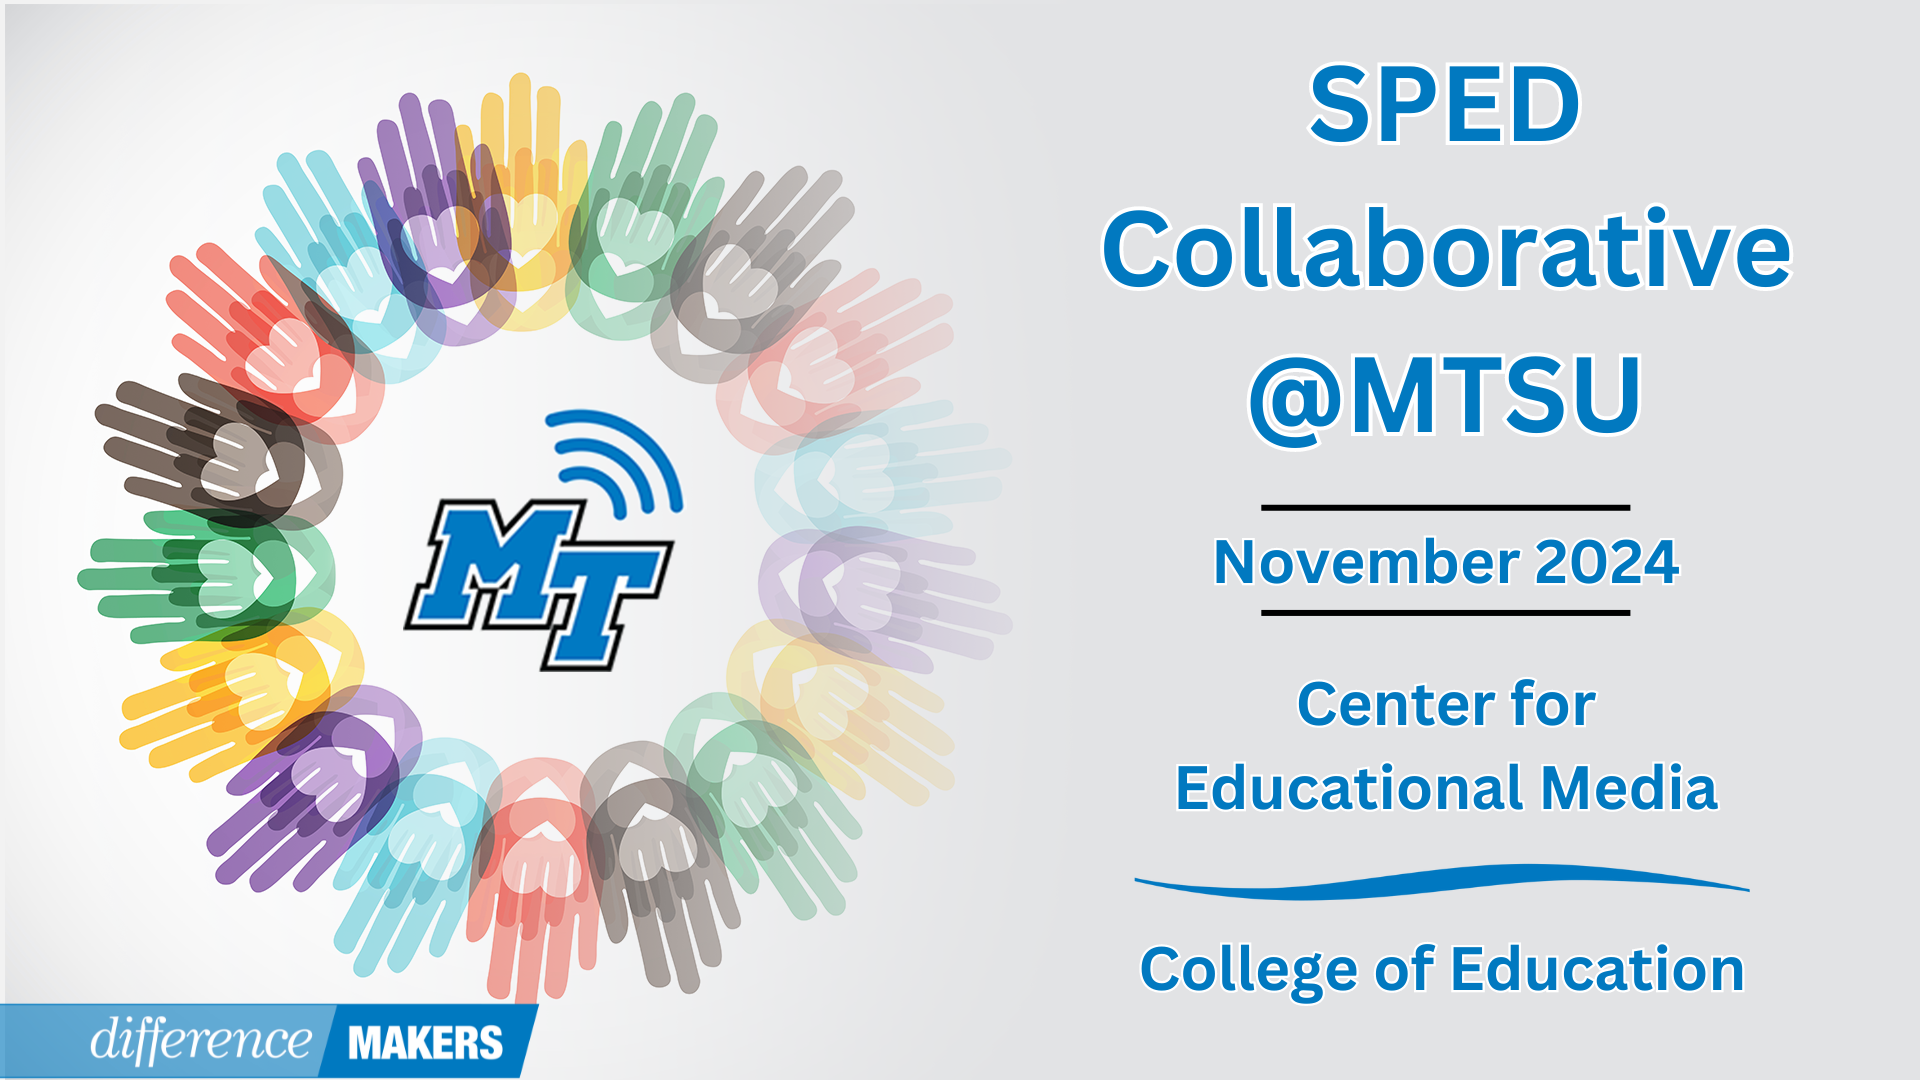 SPED
Collaborative
@MTSU
November 2024
Center for
Educational Media
College of Education
MT
difference MAKERS